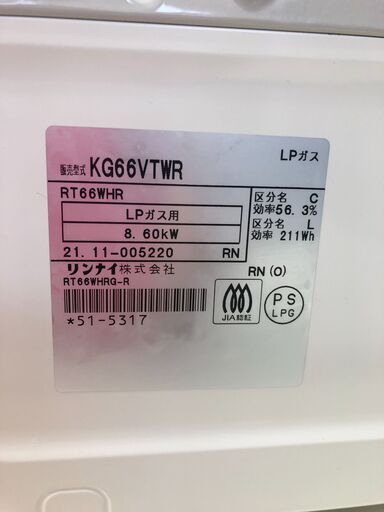 販売型式 KG66VTWR
LPガス
RT66WHR
LPガス用
8.60kW
区分名 C
効率56.3%
区分名 L
効率 211Wh
21.11-005220 RN
リンナイ株式会社
RN (O)
RT66WHRG-R
*51-5317
JIA認証
PS
LPG